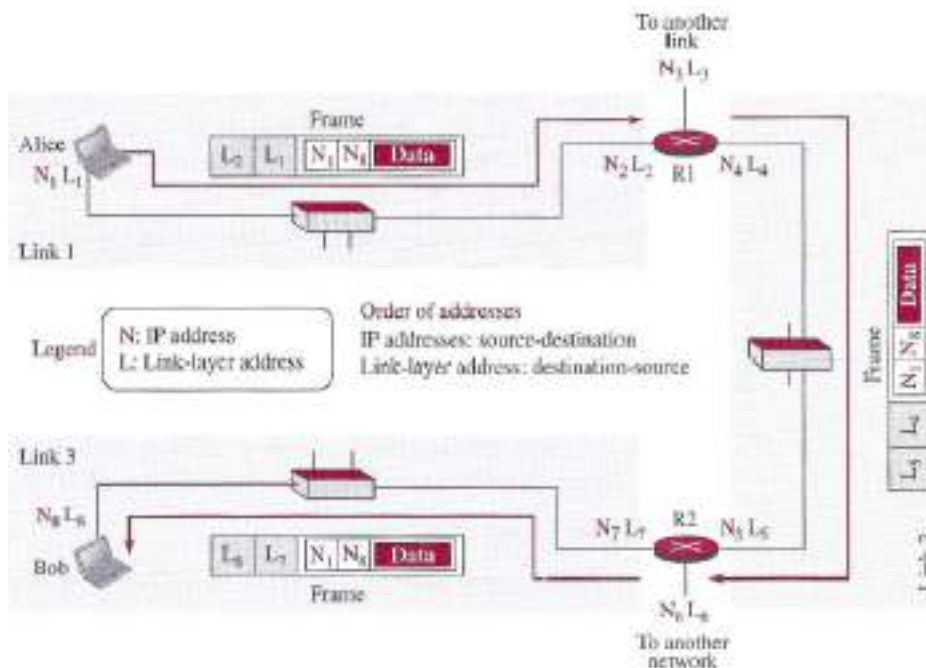 To another
link
N₃ L₃
Frame
Alice
L₂ L₁ N₁ N₈ Data
N₁ L₁
N₂ L₂
R1
N₄ L₄
Link 1
Order of addresses
Legend
N: IP address
L: Link-layer address
IP addresses: source-destination
Link-layer address: destination-source
Frame
L₅ N₁ N₈ Data
Link 3
N₈ L₈
Bob
N₇ L₇
R2
N₅ L₅
L₇ N₁ N₈ Data
Frame
N₆ L₆
To another
network